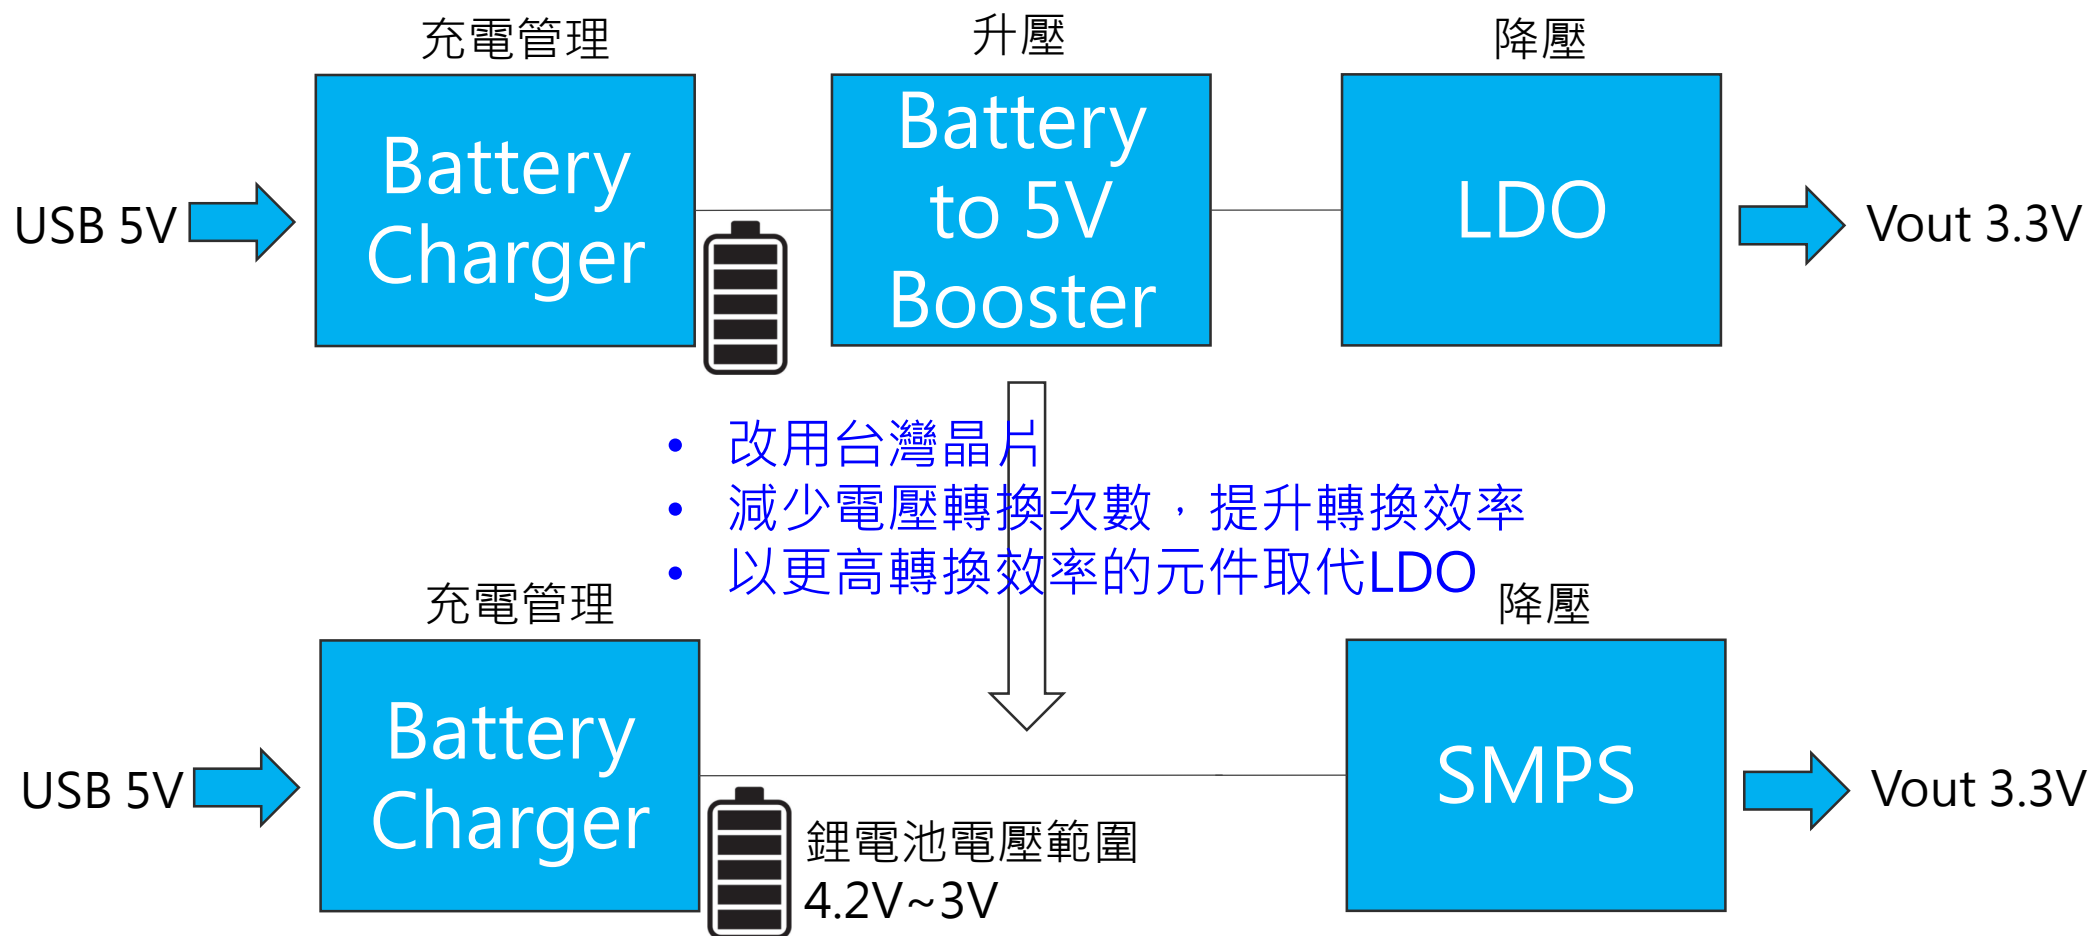 充電管理
升壓
降壓
USB 5V
Battery
Charger
Battery
to 5V
Booster
LDO
Vout 3.3V
• 改用台灣晶片
• 減少電壓轉換次數，提升轉換效率
• 以更高轉換效率的元件取代LDO
充電管理
降壓
USB 5V
Battery
Charger
SMPS
Vout 3.3V
鋰電池電壓範圍
4.2V~3V